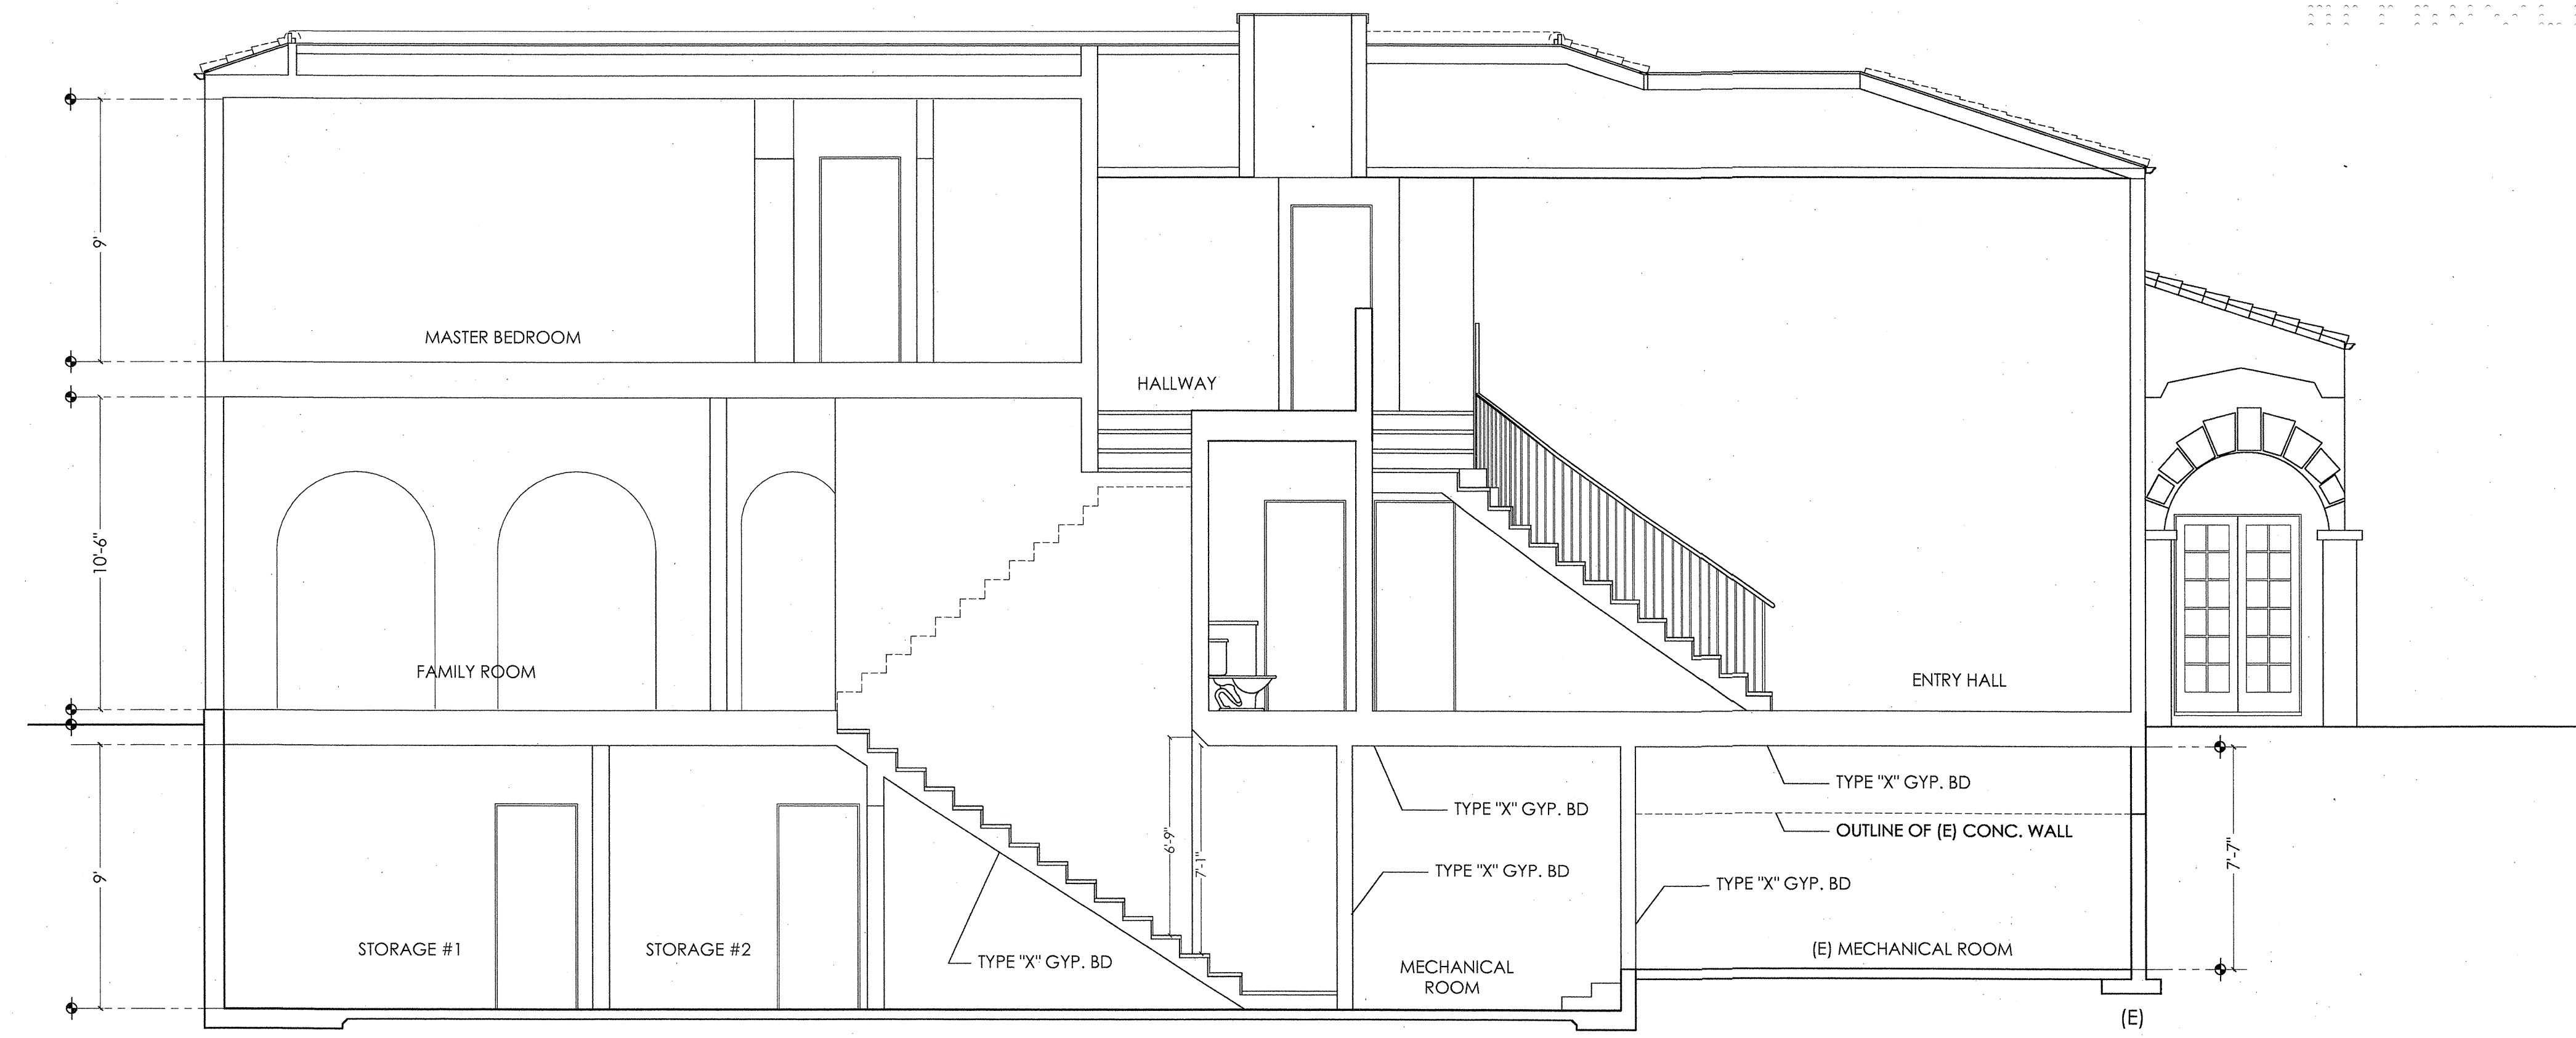 9'
MASTER BEDROOM
HALLWAY
10'-6"
FAMILY ROOM
ENTRY HALL
TYPE "X" GYP. BD
TYPE "X" GYP. BD
OUTLINE OF (E) CONC. WALL
6'-9"
7'-1"
7'-7"
TYPE "X" GYP. BD
9'
TYPE "X" GYP. BD
STORAGE #1
STORAGE #2
(E) MECHANICAL ROOM
TYPE "X" GYP. BD
MECHANICAL
ROOM
(E)